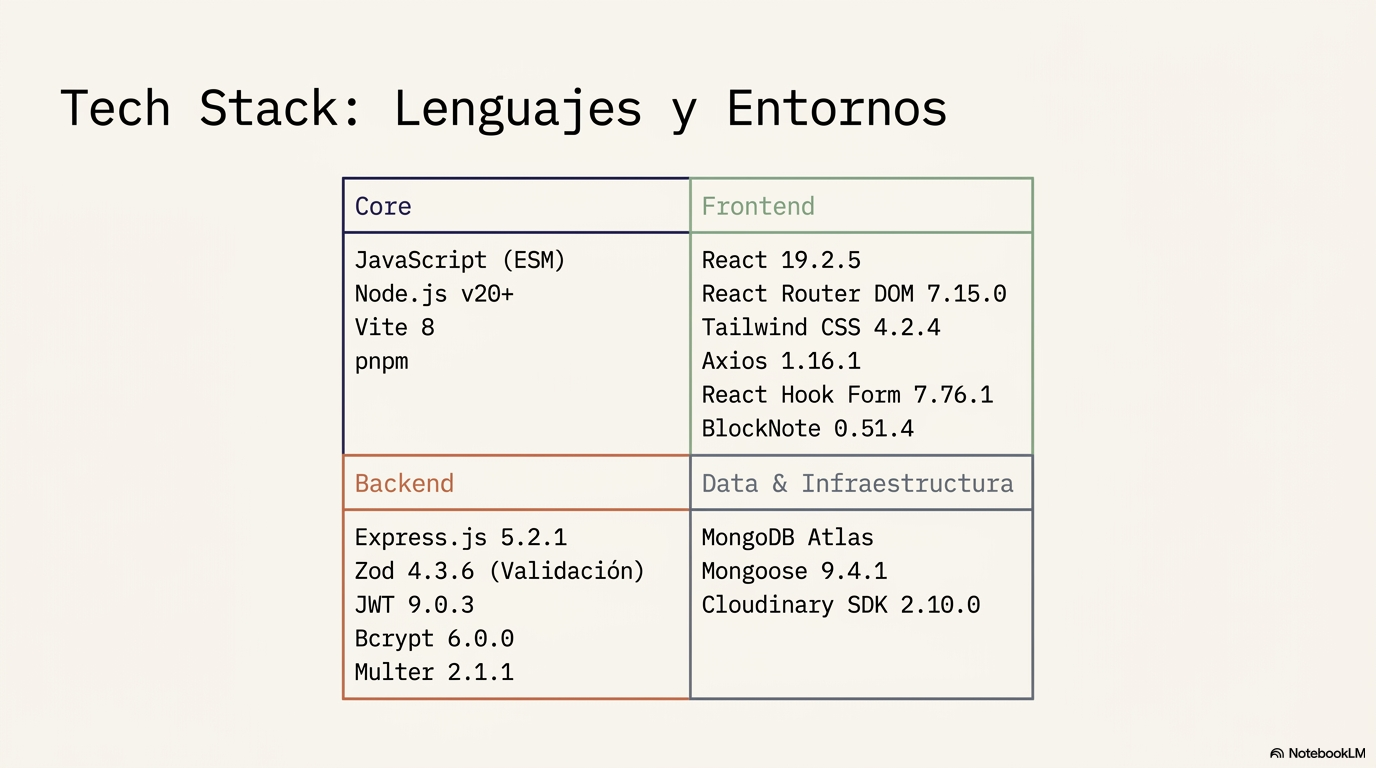 Tech Stack: Lenguajes y Entornos
Core
JavaScript (ESM)
Node.js v20+
Vite 8
pnpm
Frontend
React 19.2.5
React Router DOM 7.15.0
Tailwind CSS 4.2.4
Axios 1.16.1
React Hook Form 7.76.1
BlockNote 0.51.4
Backend
Express.js 5.2.1
Zod 4.3.6 (Validación)
JWT 9.0.3
Bcrypt 6.0.0
Multer 2.1.1
Data & Infraestructura
MongoDB Atlas
Mongoose 9.4.1
Cloudinary SDK 2.10.0
NotebookLM